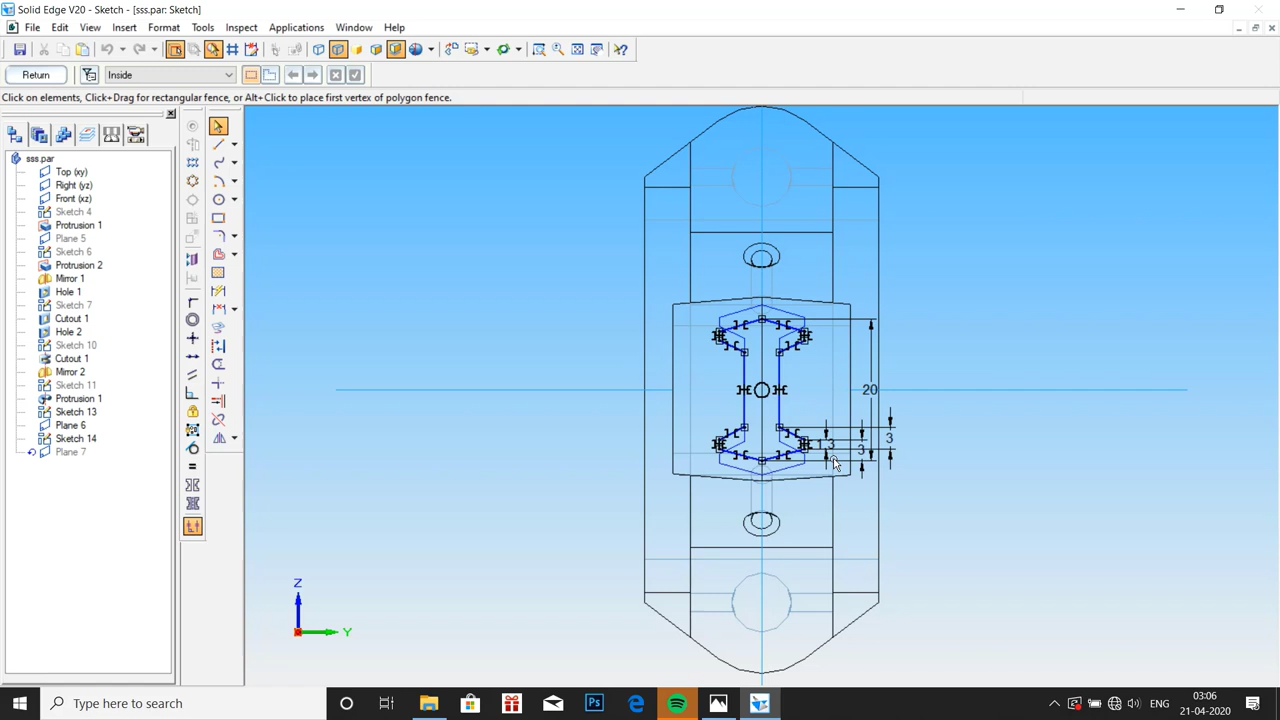 Solid Edge V20 - Sketch - [sss.par: Sketch]
File Edit View Insert Format Tools Inspect Applications Window Help
Return
Inside
Click on elements, Click+Drag for rectangular fence, or Alt+Click to place first vertex of polygon fence.
sss.par
Top (xy)
Right (yz)
Front (xz)
Sketch 4
Protrusion 1
Plane 5
Sketch 6
Protrusion 2
Mirror 1
Hole 1
Sketch 7
Cutout 1
Hole 2
Sketch 10
Cutout 1
Mirror 2
Sketch 11
Protrusion 1
Sketch 13
Plane 6
Sketch 14
Plane 7
20
1,3
3
3
Z
Y
Type here to search
Ps
ENG
03:06
21-04-2020